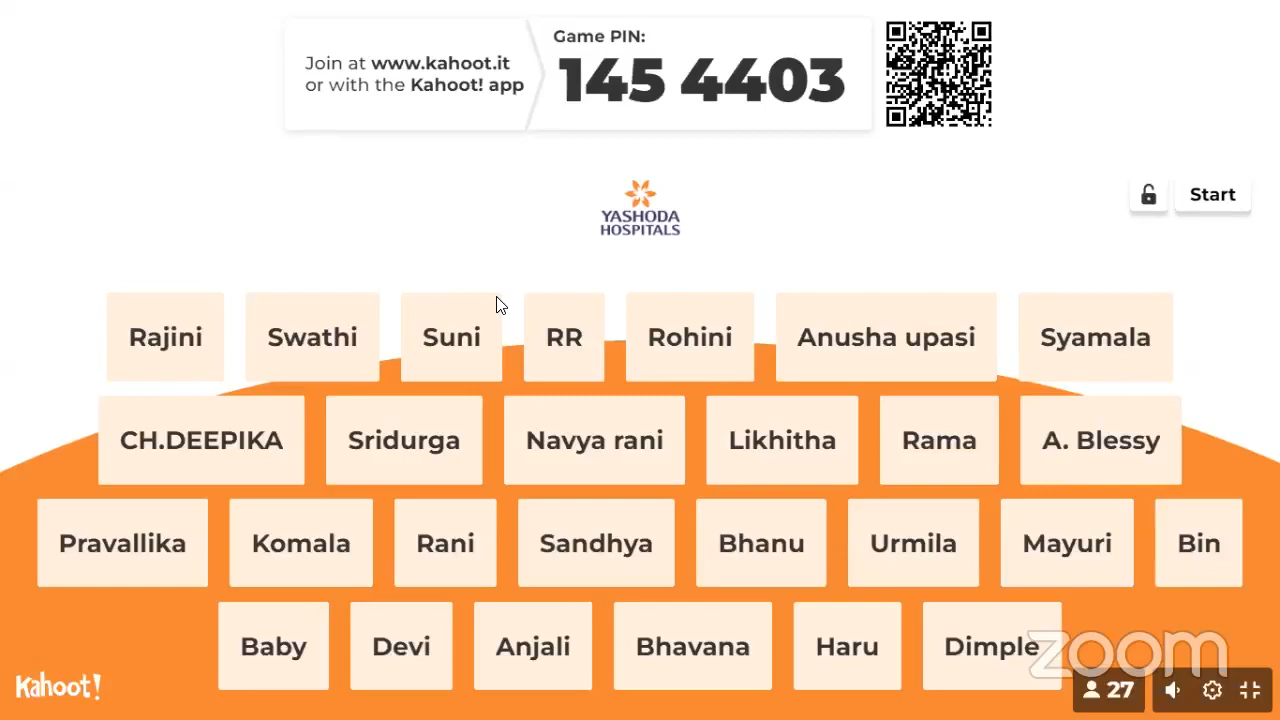 Join at www.kahoot.it
or with the Kahoot! app
Game PIN:
145 4403
YASHODA
HOSPITALS
Start
Rajini Swathi Suni RR Rohini Anusha upasi Syamala
CH.DEEPIKA Sridurga Navya rani Likhitha Rama A. Blessy
Pravallika Komala Rani Sandhya Bhanu Urmila Mayuri Bin
Baby Devi Anjali Bhavana Haru Dimple
zoom
Kahoot!
27